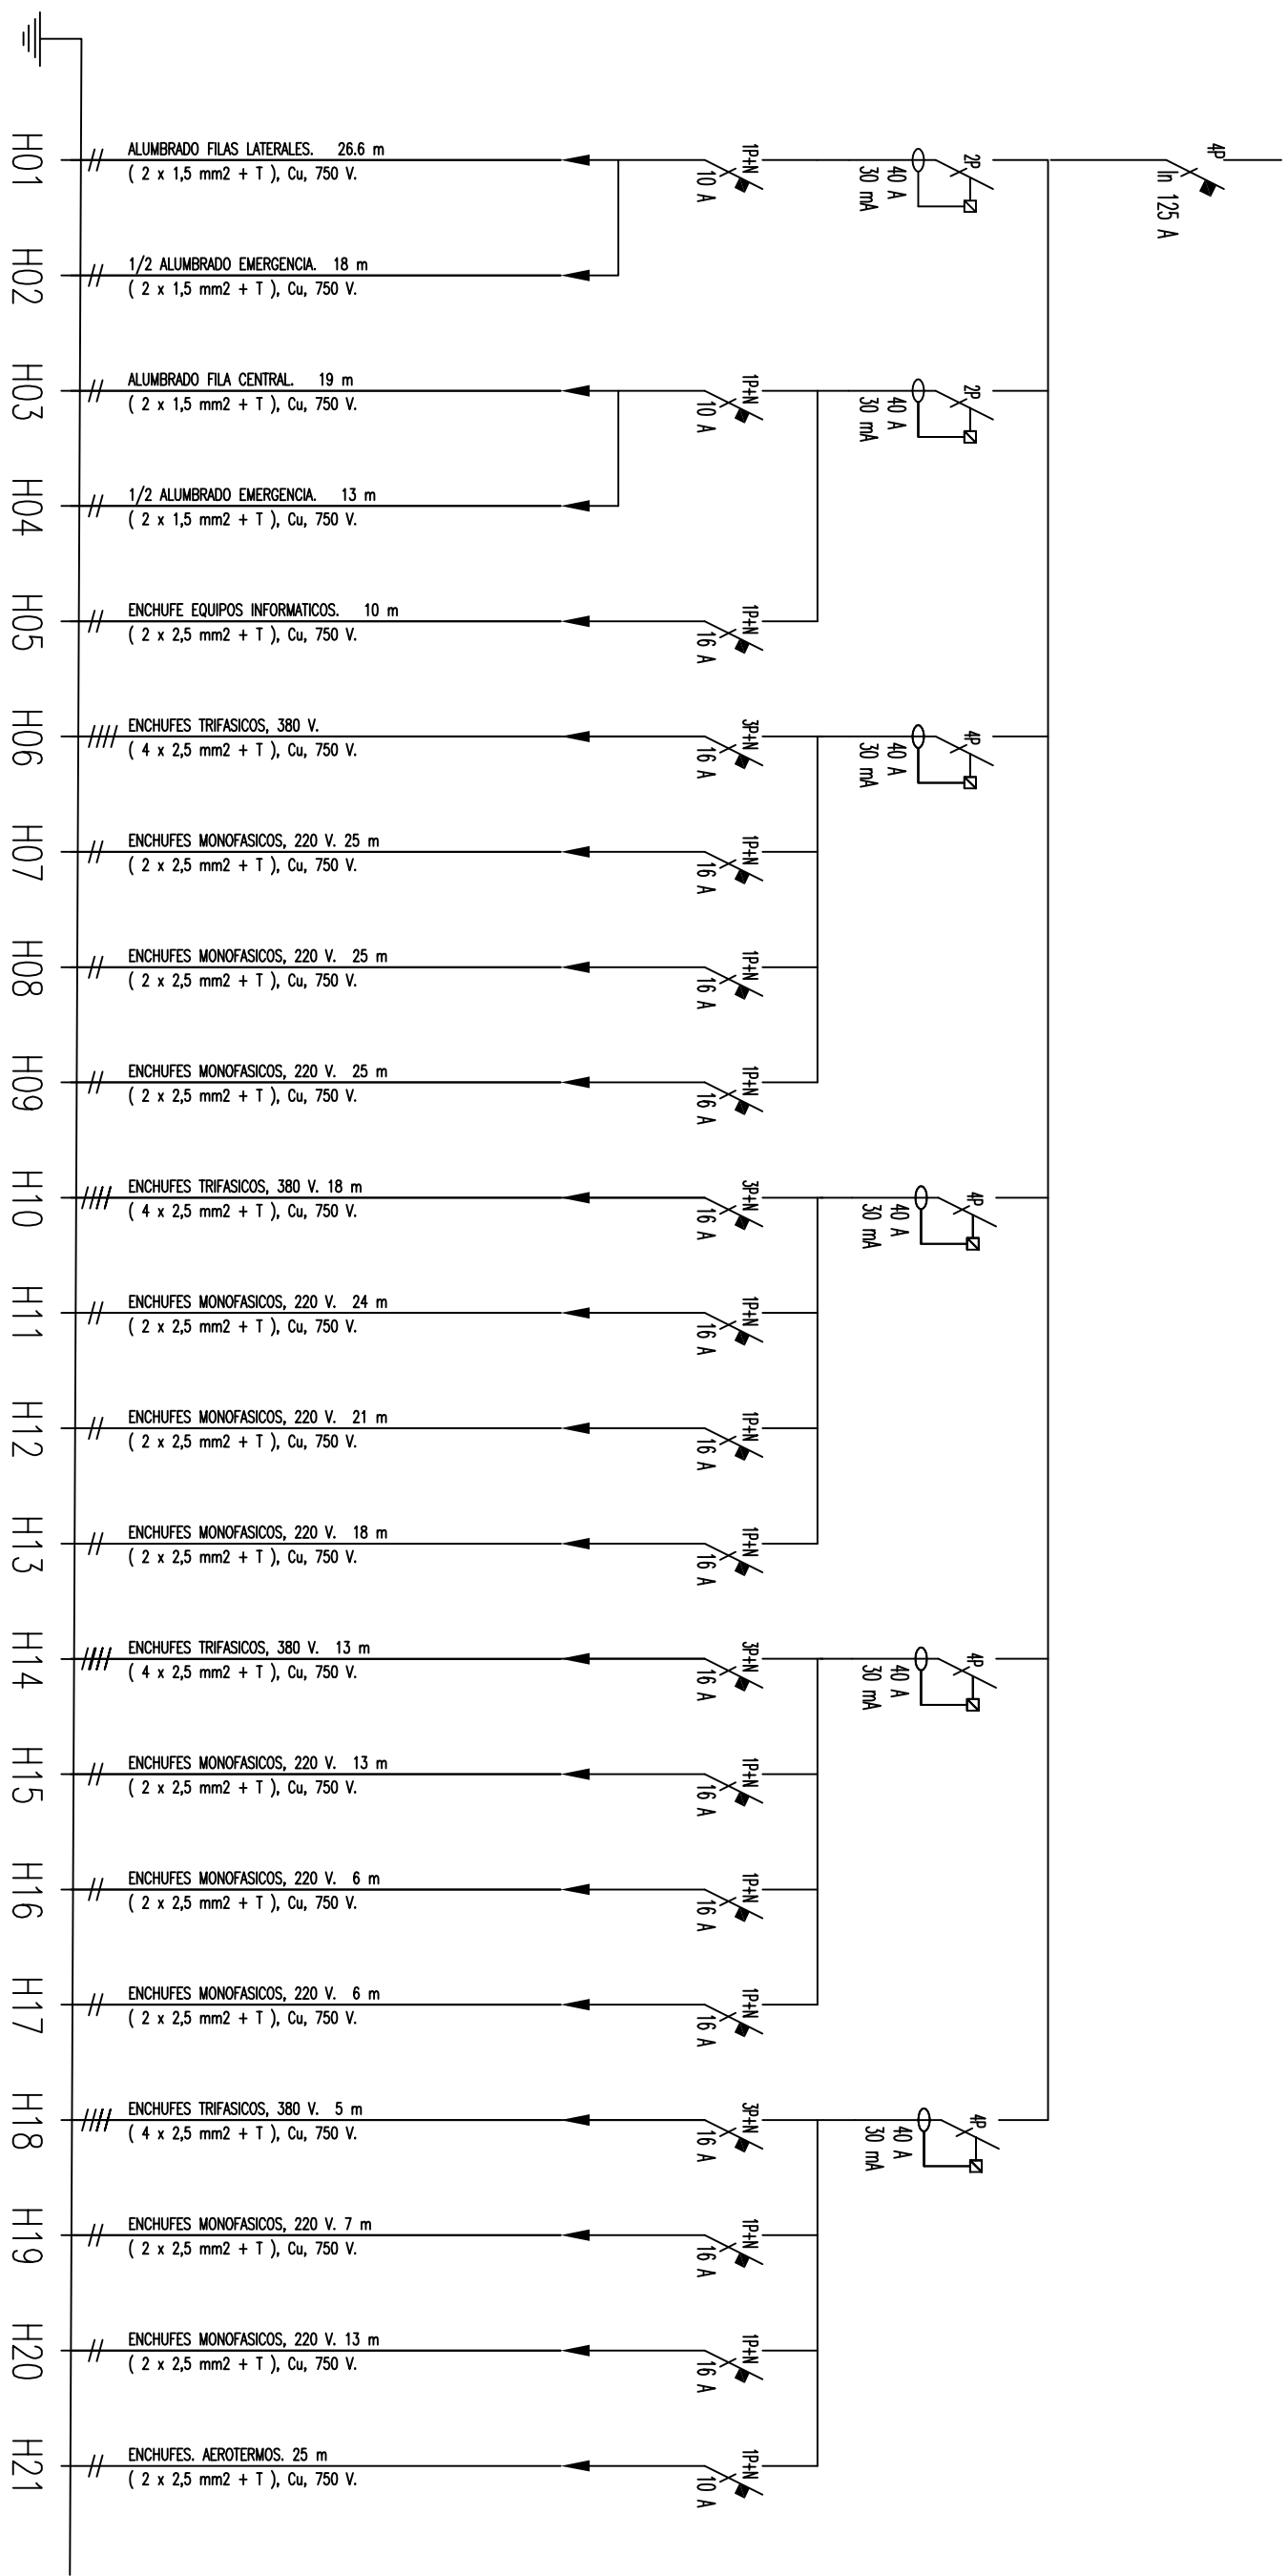 4P
In 125 A
2P
40 A
30 mA
1P+N
10 A
ALUMBRADO FILAS LATERALES. 26.6 m
( 2 x 1,5 mm2 + T ), Cu, 750 V.
H01
1/2 ALUMBRADO EMERGENCIA. 18 m
( 2 x 1,5 mm2 + T ), Cu, 750 V.
H02
2P
40 A
30 mA
1P+N
10 A
ALUMBRADO FILA CENTRAL. 19 m
( 2 x 1,5 mm2 + T ), Cu, 750 V.
H03
1/2 ALUMBRADO EMERGENCIA. 13 m
( 2 x 1,5 mm2 + T ), Cu, 750 V.
H04
1P+N
16 A
ENCHUFE EQUIPOS INFORMATICOS. 10 m
( 2 x 2,5 mm2 + T ), Cu, 750 V.
H05
4P
40 A
30 mA
3P+N
16 A
ENCHUFES TRIFASICOS, 380 V.
( 4 x 2,5 mm2 + T ), Cu, 750 V.
H06
1P+N
16 A
ENCHUFES MONOFASICOS, 220 V. 25 m
( 2 x 2,5 mm2 + T ), Cu, 750 V.
H07
1P+N
16 A
ENCHUFES MONOFASICOS, 220 V. 25 m
( 2 x 2,5 mm2 + T ), Cu, 750 V.
H08
1P+N
16 A
ENCHUFES MONOFASICOS, 220 V. 25 m
( 2 x 2,5 mm2 + T ), Cu, 750 V.
H09
4P
40 A
30 mA
3P+N
16 A
ENCHUFES TRIFASICOS, 380 V. 18 m
( 4 x 2,5 mm2 + T ), Cu, 750 V.
H10
1P+N
16 A
ENCHUFES MONOFASICOS, 220 V. 24 m
( 2 x 2,5 mm2 + T ), Cu, 750 V.
H11
1P+N
16 A
ENCHUFES MONOFASICOS, 220 V. 21 m
( 2 x 2,5 mm2 + T ), Cu, 750 V.
H12
1P+N
16 A
ENCHUFES MONOFASICOS, 220 V. 18 m
( 2 x 2,5 mm2 + T ), Cu, 750 V.
H13
4P
40 A
30 mA
3P+N
16 A
ENCHUFES TRIFASICOS, 380 V. 13 m
( 4 x 2,5 mm2 + T ), Cu, 750 V.
H14
1P+N
16 A
ENCHUFES MONOFASICOS, 220 V. 13 m
( 2 x 2,5 mm2 + T ), Cu, 750 V.
H15
1P+N
16 A
ENCHUFES MONOFASICOS, 220 V. 6 m
( 2 x 2,5 mm2 + T ), Cu, 750 V.
H16
1P+N
16 A
ENCHUFES MONOFASICOS, 220 V. 6 m
( 2 x 2,5 mm2 + T ), Cu, 750 V.
H17
4P
40 A
30 mA
3P+N
16 A
ENCHUFES TRIFASICOS, 380 V. 5 m
( 4 x 2,5 mm2 + T ), Cu, 750 V.
H18
1P+N
16 A
ENCHUFES MONOFASICOS, 220 V. 7 m
( 2 x 2,5 mm2 + T ), Cu, 750 V.
H19
1P+N
16 A
ENCHUFES MONOFASICOS, 220 V. 13 m
( 2 x 2,5 mm2 + T ), Cu, 750 V.
H20
1P+N
10 A
ENCHUFES. AEROTERMOS. 25 m
( 2 x 2,5 mm2 + T ), Cu, 750 V.
H21